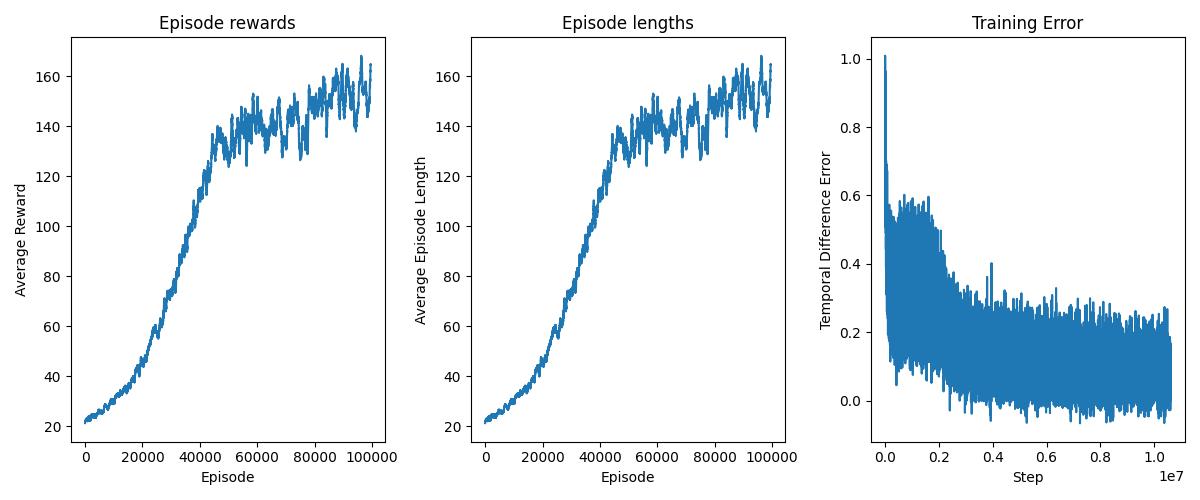 Episode rewards
Average Reward
160
140
120
100
80
60
40
20
0 20000 40000 60000 80000 100000
Episode
Episode lengths
Average Episode Length
160
140
120
100
80
60
40
20
0 20000 40000 60000 80000 100000
Episode
Training Error
Temporal Difference Error
1.0
0.8
0.6
0.4
0.2
0.0
0.0 0.2 0.4 0.6 0.8 1.0
1e7
Step